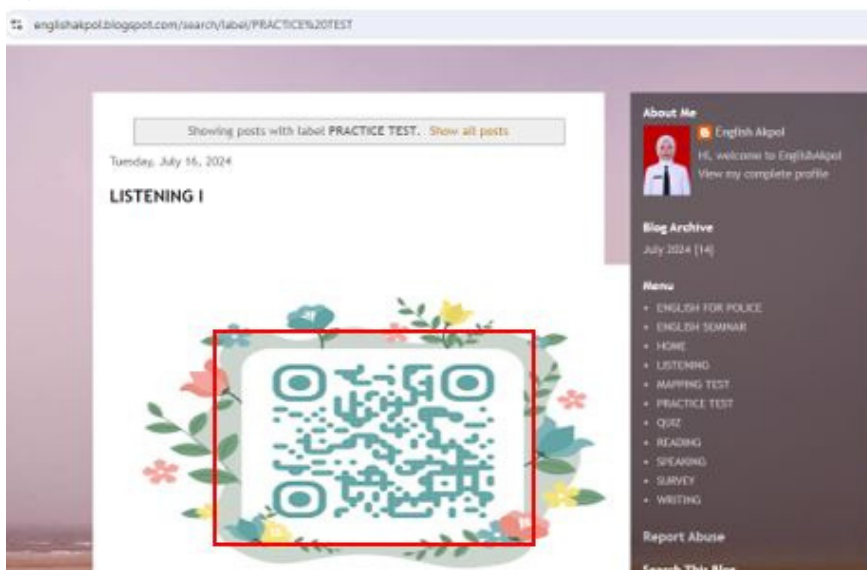 englishakpol.blogspot.com/search/label/PRACTICE%20TEST
Showing posts with label PRACTICE TEST. Show all posts
Tuesday, July 16, 2024
LISTENING I
About Me
English Akpol
Hi, welcome to EnglishAkpol
View my complete profile
Blog Archive
July 2024 (14)
Menu
• ENGLISH FOR POLICE
• ENGLISH SEMINAR
• HOME
• LISTENING
• MAPPING TEST
• PRACTICE TEST
• QUIZ
• READING
• SPEAKING
• SURVEY
• WRITING
Report Abuse
Search This Blog